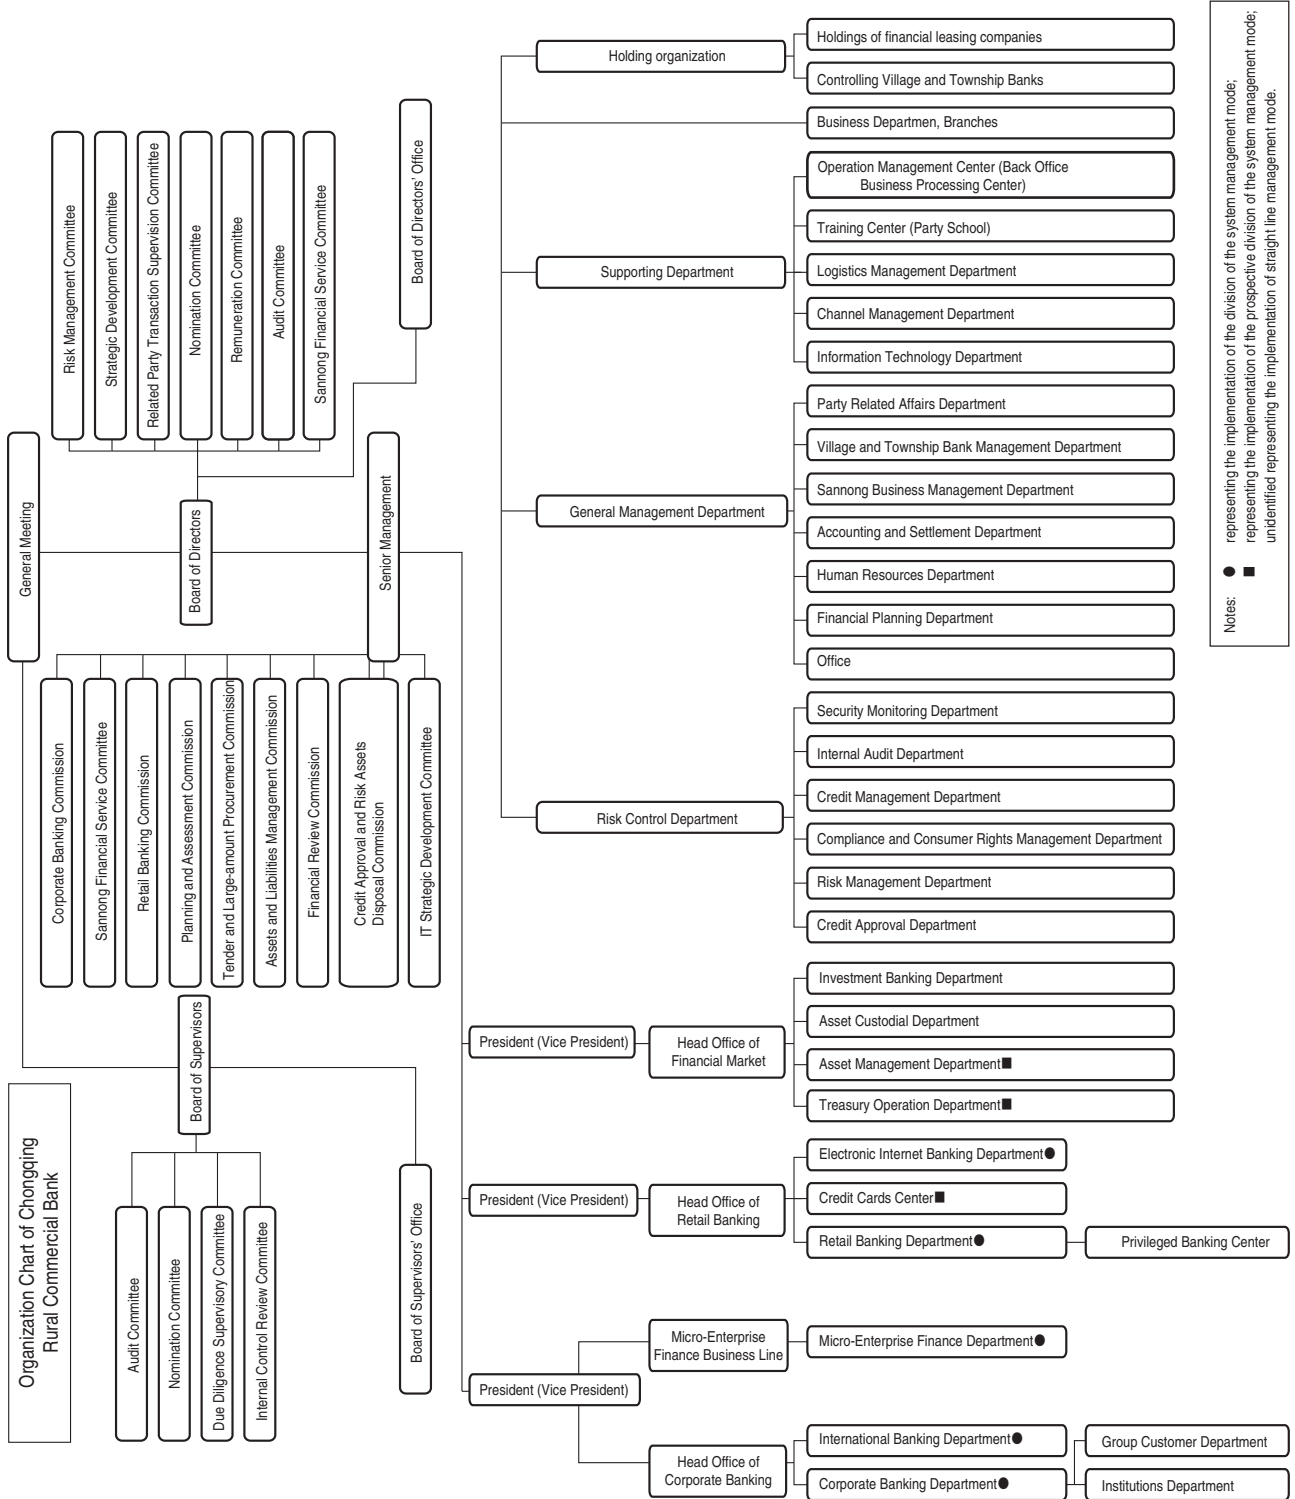 Organization Chart of Chongqing
Rural Commercial Bank
General Meeting
Board of Supervisors
Audit Committee
Nomination Committee
Due Diligence Supervisory Committee
Internal Control Review Committee
Board of Supervisors' Office
Board of Directors
Risk Management Committee
Strategic Development Committee
Related Party Transaction Supervision Committee
Nomination Committee
Remuneration Committee
Audit Committee
Sannong Financial Service Committee
Board of Directors' Office
Senior Management
Corporate Banking Commission
Sannong Financial Service Committee
Retail Banking Commission
Planning and Assessment Commission
Tender and Large-amount Procurement Commission
Assets and Liabilities Management Commission
Financial Review Commission
Credit Approval and Risk Assets
Disposal Commission
IT Strategic Development Committee
Holding organization
Holdings of financial leasing companies
Controlling Village and Township Banks
Business Departmen, Branches
Supporting Department
Operation Management Center (Back Office
Business Processing Center)
Training Center (Party School)
Logistics Management Department
Channel Management Department
Information Technology Department
General Management Department
Party Related Affairs Department
Village and Township Bank Management Department
Sannong Business Management Department
Accounting and Settlement Department
Human Resources Department
Financial Planning Department
Office
Risk Control Department
Security Monitoring Department
Internal Audit Department
Credit Management Department
Compliance and Consumer Rights Management Department
Risk Management Department
Credit Approval Department
President (Vice President)
Head Office of
Financial Market
Investment Banking Department
Asset Custodial Department
Asset Management Department■
Treasury Operation Department■
President (Vice President)
Head Office of
Retail Banking
Electronic Internet Banking Department●
Credit Cards Center■
Retail Banking Department●
Privileged Banking Center
President (Vice President)
Micro-Enterprise
Finance Business Line
Micro-Enterprise Finance Department●
Head Office of
Corporate Banking
International Banking Department●
Corporate Banking Department●
Group Customer Department
Institutions Department
Notes: ● representing the implementation of the division of the system management mode;
■ representing the implementation of the prospective division of the system management mode;
unidentified representing the implementation of straight line management mode.